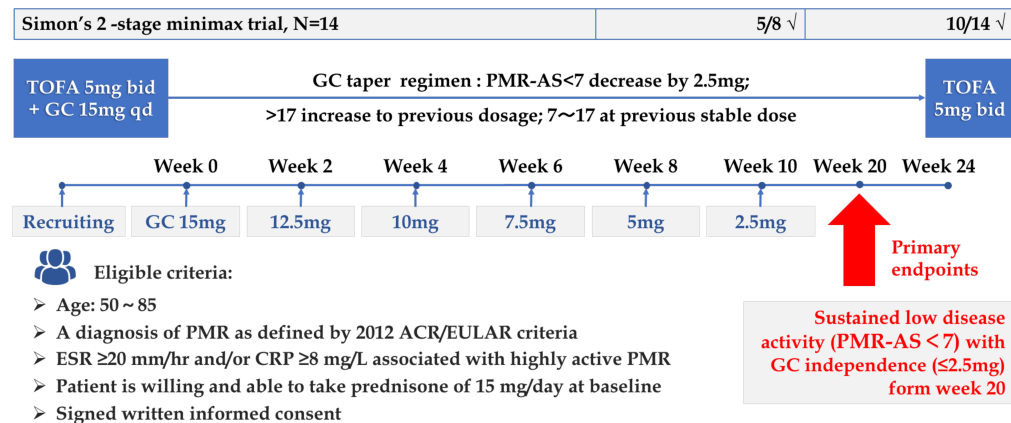 Simon's 2 -stage minimax trial, N=14 5/8 √ 10/14 √
TOFA 5mg bid
+ GC 15mg qd
GC taper regimen : PMR-AS<7 decrease by 2.5mg;
>17 increase to previous dosage; 7～17 at previous stable dose
TOFA
5mg bid
Week 0 Week 2 Week 4 Week 6 Week 8 Week 10 Week 20 Week 24
Recruiting GC 15mg 12.5mg 10mg 7.5mg 5mg 2.5mg
Primary
endpoints
Eligible criteria:
➢ Age: 50～85
➢ A diagnosis of PMR as defined by 2012 ACR/EULAR criteria
➢ ESR ≥20 mm/hr and/or CRP ≥8 mg/L associated with highly active PMR
➢ Patient is willing and able to take prednisone of 15 mg/day at baseline
➢ Signed written informed consent
Sustained low disease
activity (PMR-AS＜7) with
GC independence (≤2.5mg)
form week 20